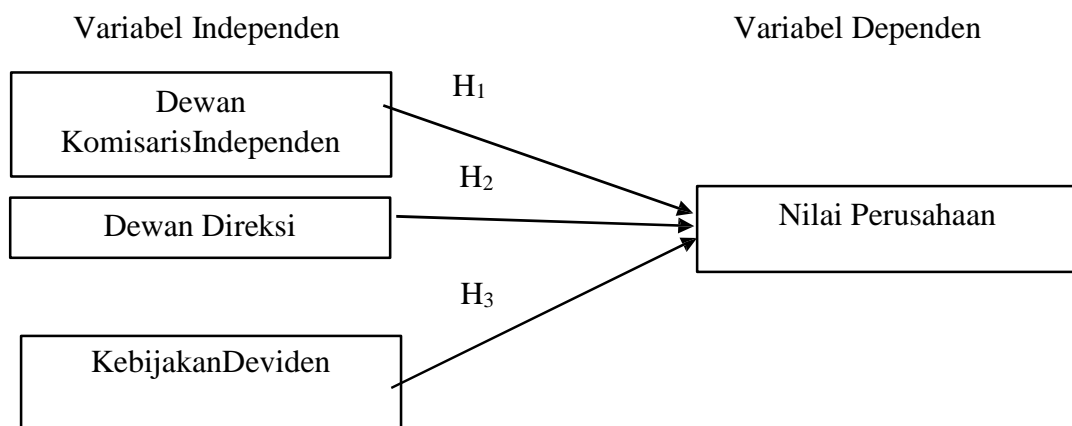 Variabel Independen
Variabel Dependen
Dewan
KomisarisIndependen
H₁
H₂
Dewan Direksi
Nilai Perusahaan
H₃
KebijakanDeviden